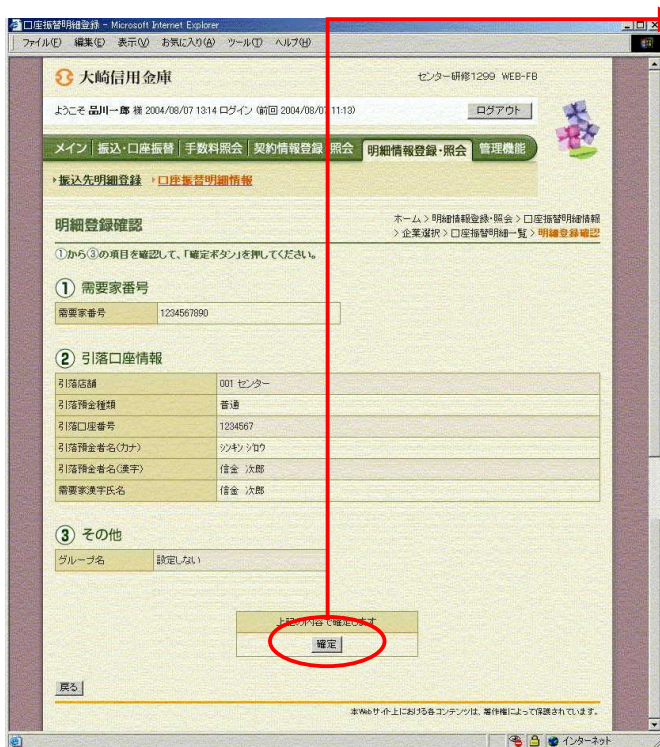 口座振替明細登録 - Microsoft Internet Explorer
ファイル(F) 編集(E) 表示(V) お気に入り(A) ツール(T) ヘルプ(H)
大崎信用金庫
センター研修1299 WEB-FB
ようこそ 品川一郎 様 2004/08/07 13:14 ログイン (前回 2004/08/07 11:13)
ログアウト
メイン 振込・口座振替 手数料照会 契約情報登録・照会 明細情報登録・照会 管理機能
振込先明細登録 口座振替明細情報
明細登録確認
ホーム > 明細情報登録・照会 > 口座振替明細情報
> 企業選択 > 口座振替明細一覧 > 明細登録確認
①から③の項目を確認して、「確定ボタン」を押してください。
① 需要家番号
需要家番号 1234567890
② 引落口座情報
引落店舗 001 センター
引落預金種類 普通
引落口座番号 1234567
引落預金者名(カナ) シンキン ジロウ
引落預金者名(漢字) 信金 次郎
需要家漢字氏名 信金 次郎
③ その他
グループ名 設定しない
上記の内容で確定します
確定
戻る
本Webサイト上における各コンテンツは、著作権によって保護されています。
インターネット